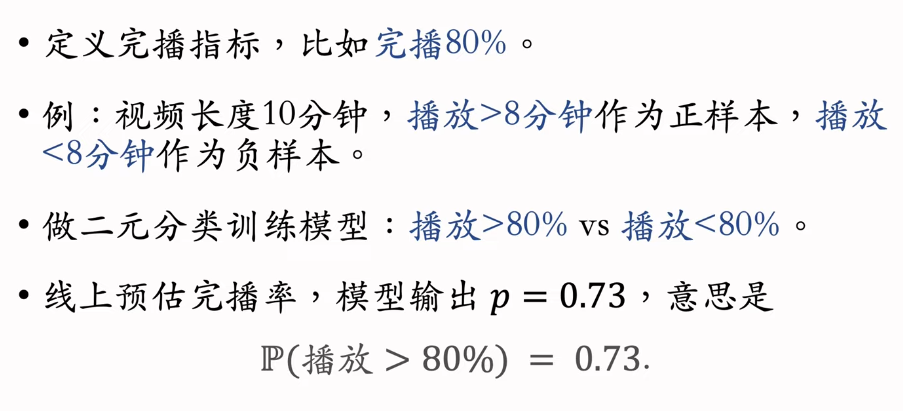 • 定义完播指标，比如完播80%。
• 例：视频长度10分钟，播放>8分钟作为正样本，播放
<8分钟作为负样本。
• 做二元分类训练模型：播放>80% vs 播放<80%。
• 线上预估完播率，模型输出 p = 0.73，意思是
ℙ(播放 > 80%) = 0.73.